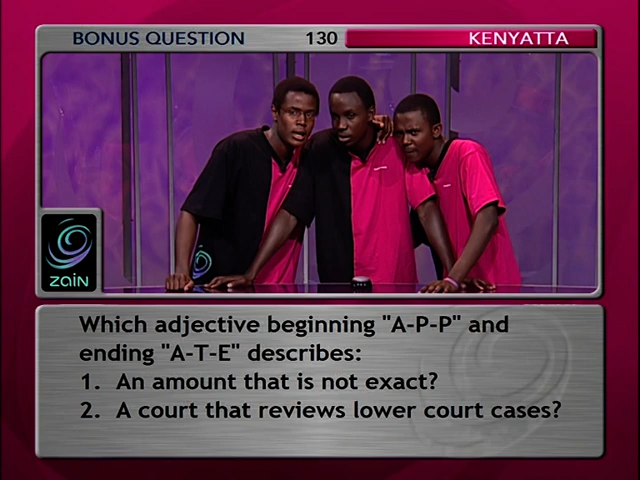 BONUS QUESTION 130 KENYATTA
zain
Which adjective beginning "A-P-P" and
ending "A-T-E" describes:
1. An amount that is not exact?
2. A court that reviews lower court cases?